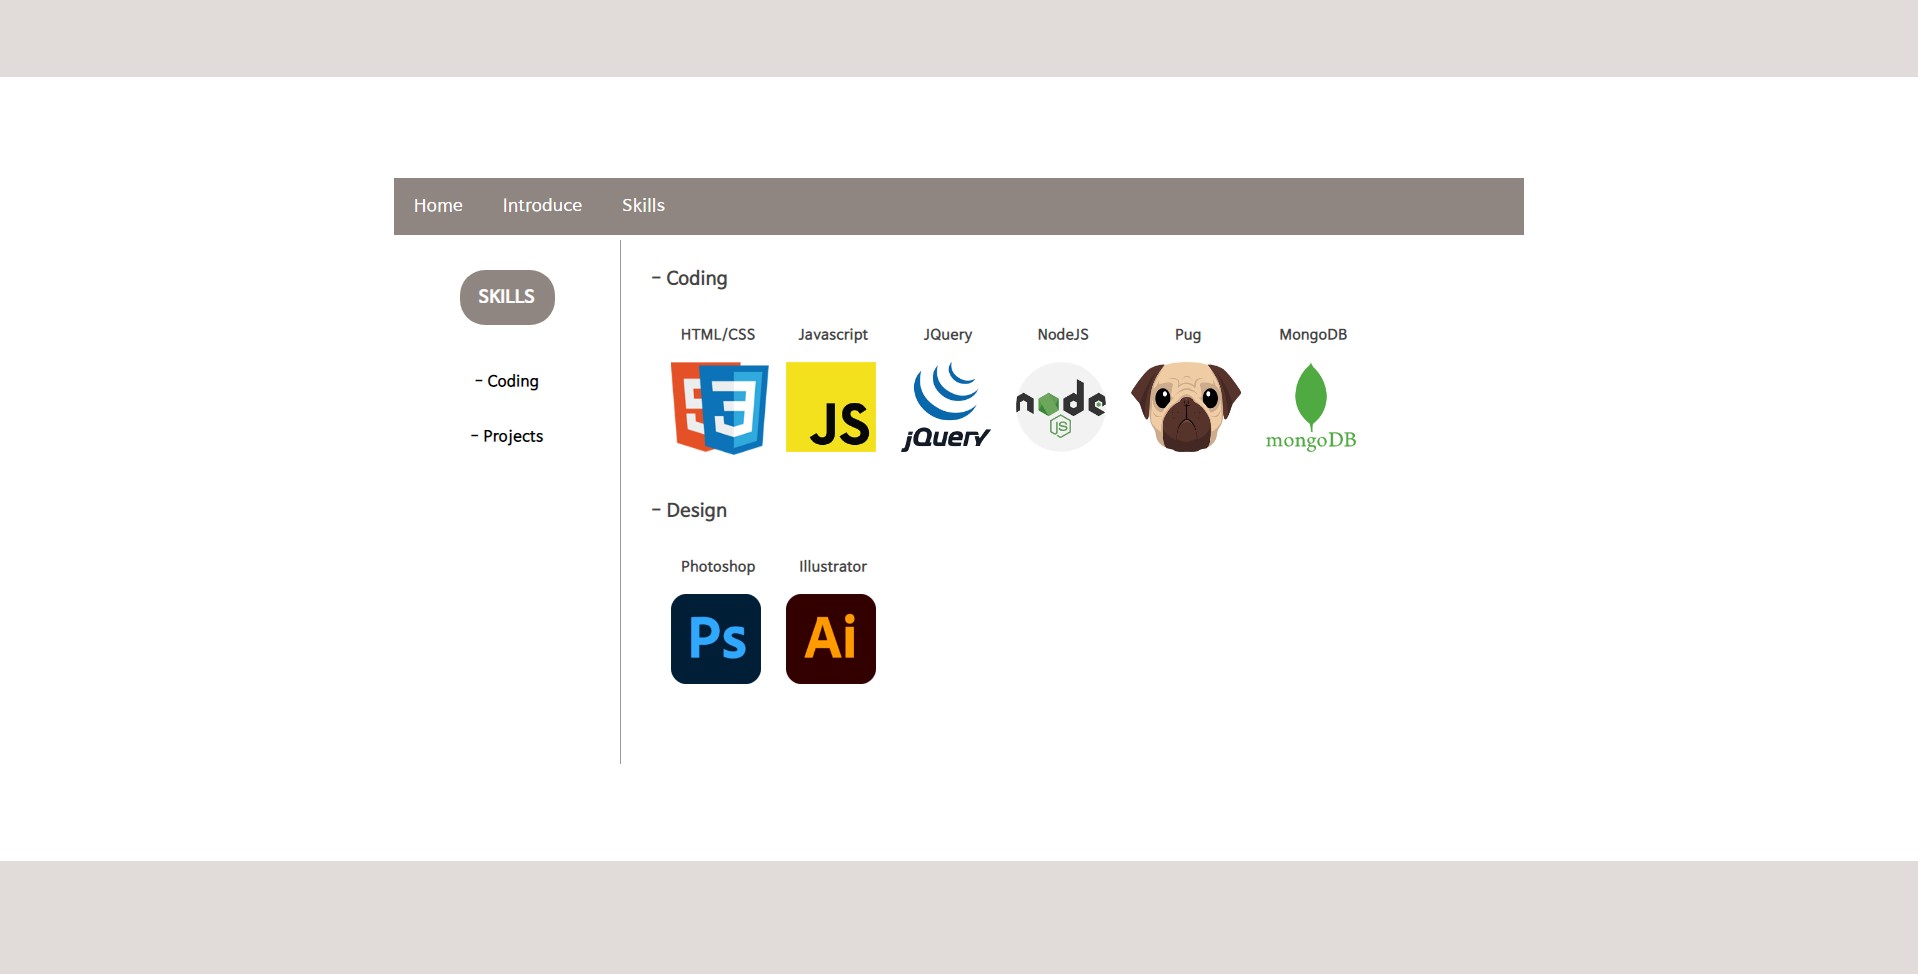 Home Introduce Skills
SKILLS
- Coding
- Projects
- Coding
HTML/CSS Javascript JQuery NodeJS Pug MongoDB
5 3 JS jQuery node JS mongoDB
- Design
Photoshop Illustrator
Ps Ai